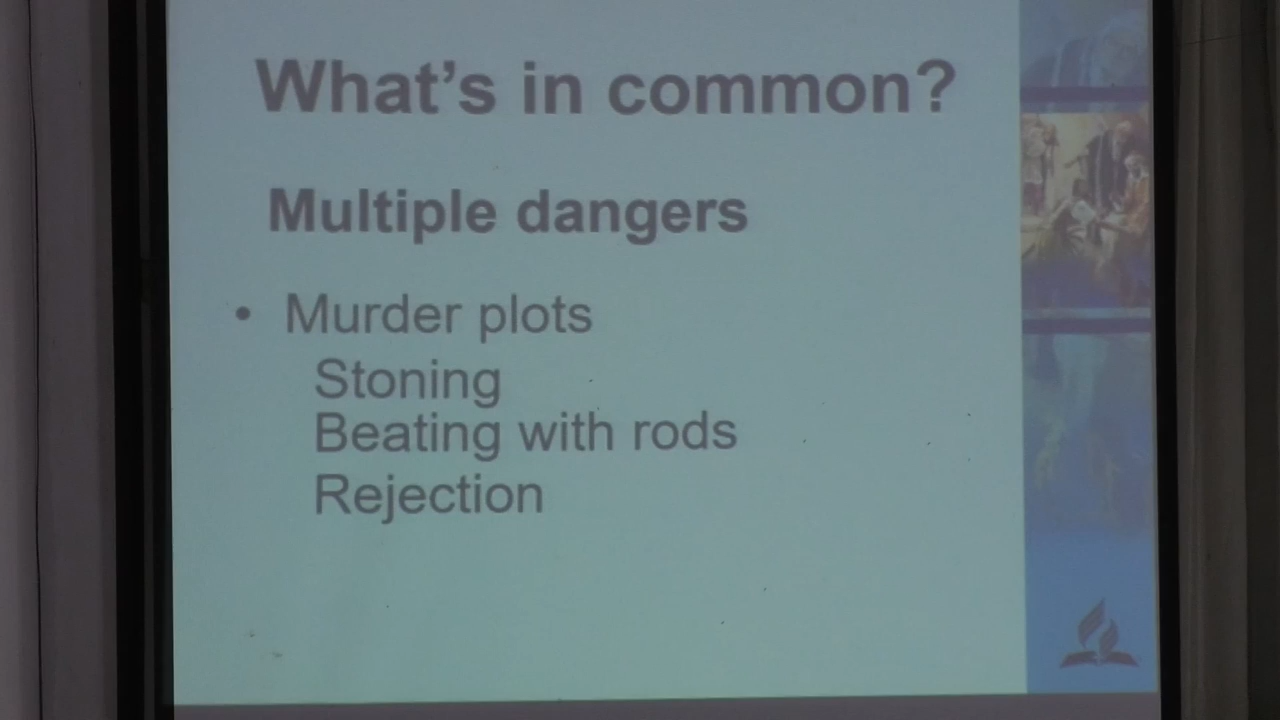 What's in common?
Multiple dangers
• Murder plots
Stoning
Beating with rods
Rejection